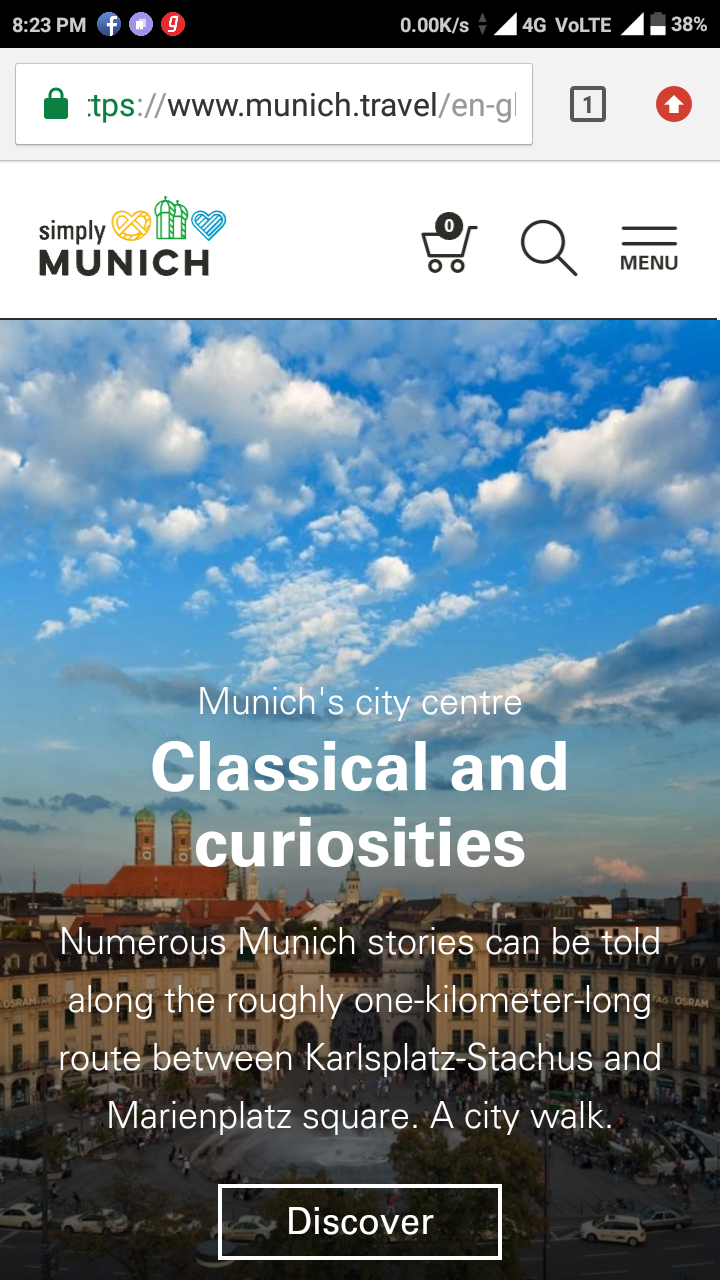 8:23 PM 0.00K/s 4G VoLTE 38%
tps://www.munich.travel/en-g
1
simply
MUNICH
0
MENU
Munich's city centre
Classical and
curiosities
Numerous Munich stories can be told
along the roughly one-kilometer-long
route between Karlsplatz-Stachus and
Marienplatz square. A city walk.
OSRAM
OSRAM
Discover